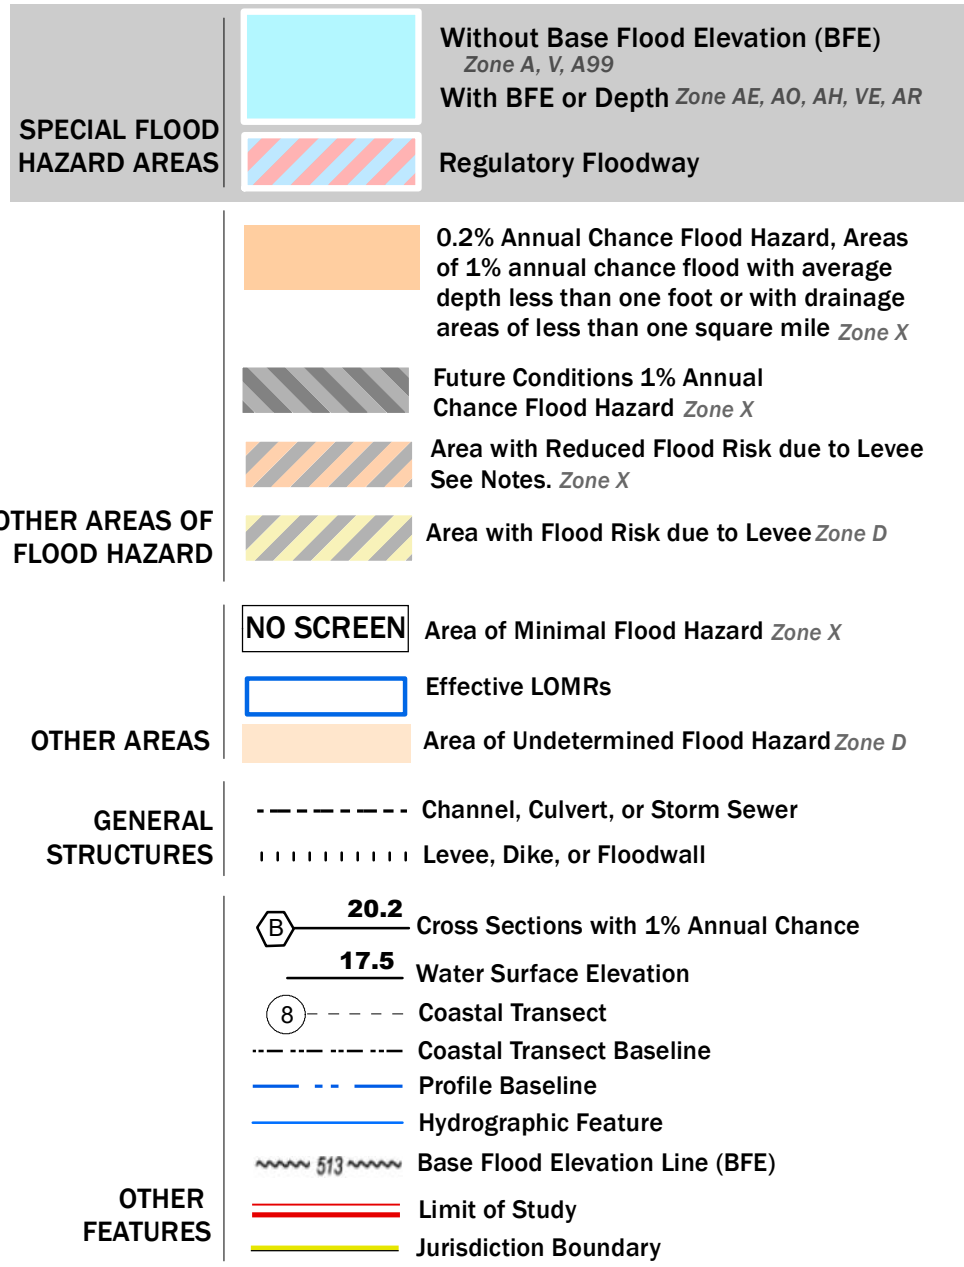 SPECIAL FLOOD
HAZARD AREAS
Without Base Flood Elevation (BFE)
Zone A, V, A99
With BFE or Depth Zone AE, AO, AH, VE, AR
Regulatory Floodway
OTHER AREAS OF
FLOOD HAZARD
0.2% Annual Chance Flood Hazard, Areas
of 1% annual chance flood with average
depth less than one foot or with drainage
areas of less than one square mile Zone X
Future Conditions 1% Annual
Chance Flood Hazard Zone X
Area with Reduced Flood Risk due to Levee
See Notes. Zone X
Area with Flood Risk due to Levee Zone D
OTHER AREAS
NO SCREEN Area of Minimal Flood Hazard Zone X
Effective LOMRs
Area of Undetermined Flood Hazard Zone D
GENERAL
STRUCTURES
Channel, Culvert, or Storm Sewer
Levee, Dike, or Floodwall
OTHER
FEATURES
B 20.2 Cross Sections with 1% Annual Chance
17.5 Water Surface Elevation
8 Coastal Transect
Coastal Transect Baseline
Profile Baseline
Hydrographic Feature
513 Base Flood Elevation Line (BFE)
Limit of Study
Jurisdiction Boundary